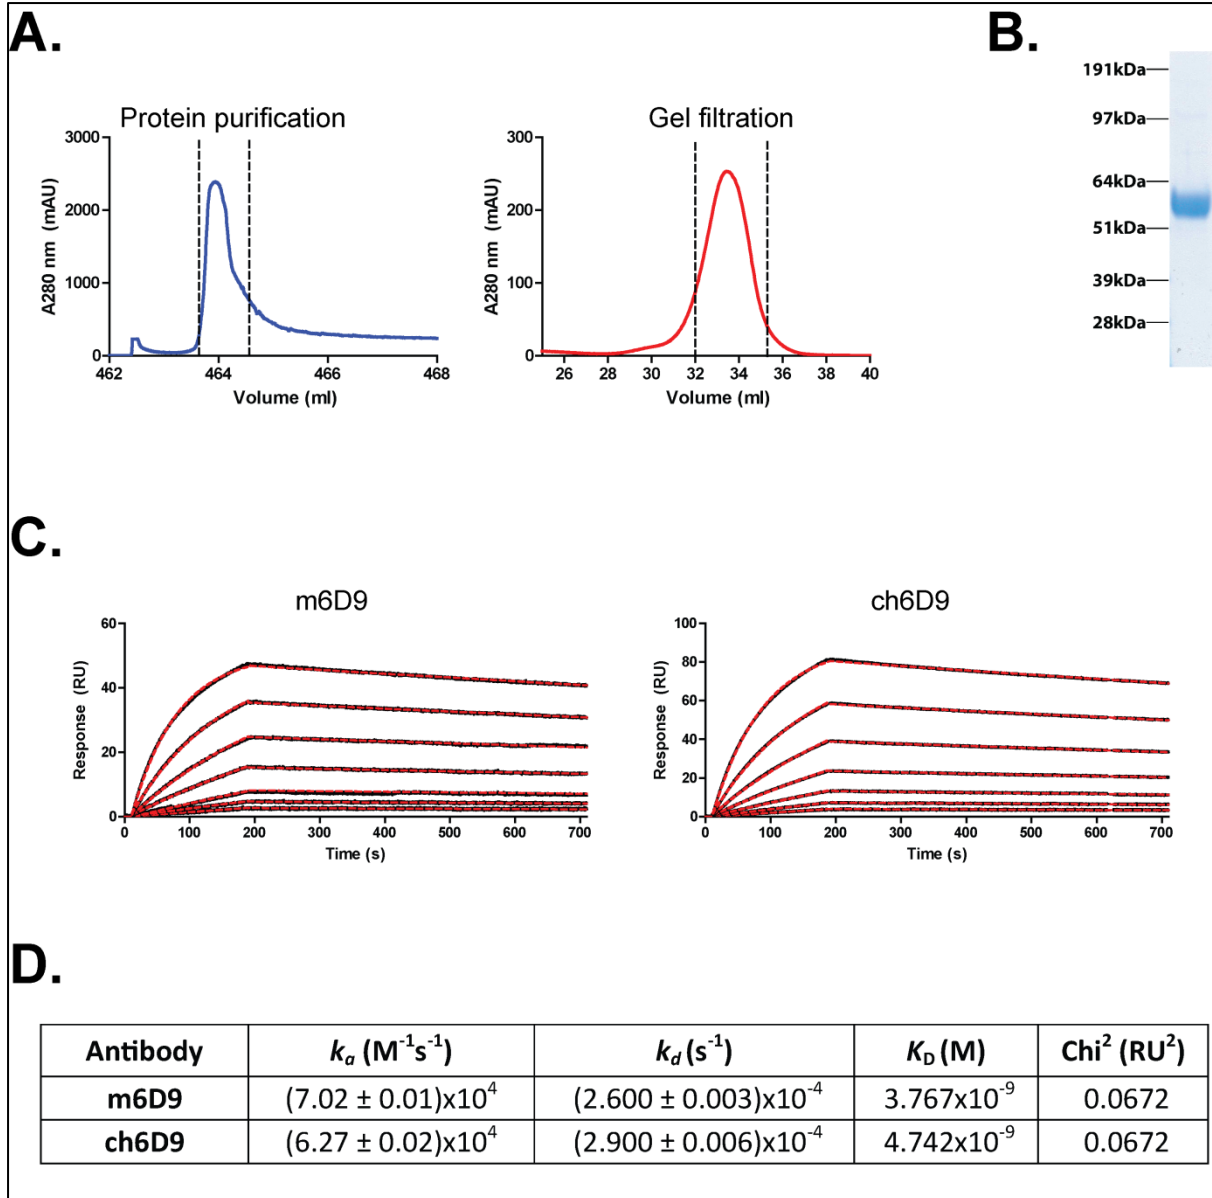 A.
B.
Protein purification
Gel filtration
A280 nm (mAU)
3000
2000
1000
0
462 464 466 468
Volume (ml)
A280 nm (mAU)
300
200
100
0
26 28 30 32 34 36 38 40
Volume (ml)
191kDa
97kDa
64kDa
51kDa
39kDa
28kDa
C.
m6D9
ch6D9
Response (RU)
60
40
20
0
0 100 200 300 400 500 600 700
Time (s)
Response (RU)
100
80
60
40
20
0
0 100 200 300 400 500 600 700
Time (s)
D.
Antibody kₐ (M⁻¹s⁻¹) k_d (s⁻¹) K_D (M) Chi² (RU²)
m6D9 (7.02 ± 0.01)x10⁴ (2.600 ± 0.003)x10⁻⁴ 3.767x10⁻⁹ 0.0672
ch6D9 (6.27 ± 0.02)x10⁴ (2.900 ± 0.006)x10⁻⁴ 4.742x10⁻⁹ 0.0672